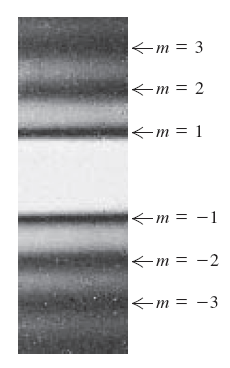 ←m = 3
←m = 2
←m = 1
←m = −1
←m = −2
←m = −3